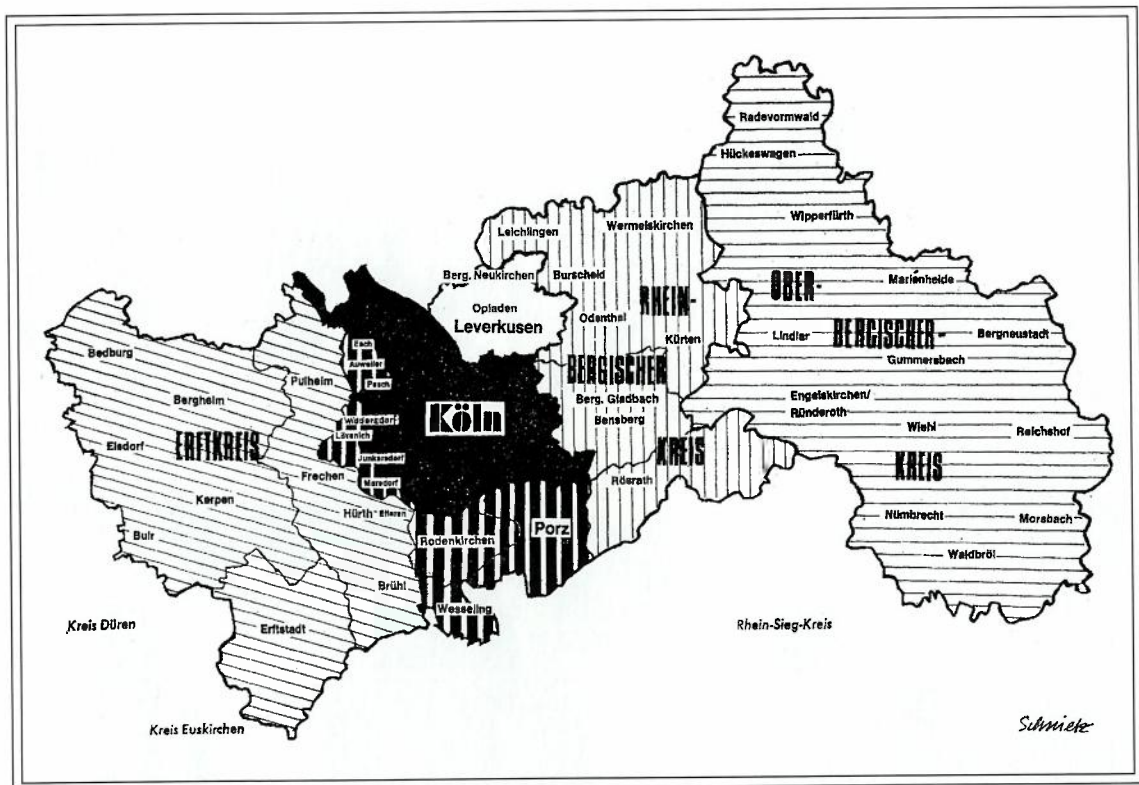 Radevormwald
Hückeswagen
Wipperfürth
Marienheide
OBER-
BERGISCHER-
KREIS
Lindlar
Bergneustadt
Gummersbach
Engelskirchen/
Ründeroth
Wiehl
Reichshof
Nümbrecht
Morsbach
Waldbröl
Leichlingen
Wermelskirchen
Berg. Neukirchen
Burscheid
RHEIN-
BERGISCHER
KREIS
Odenthal
Kürten
Berg. Gladbach
Bensberg
Rösrath
Opladen
Leverkusen
Köln
Esch
Auweiler
Pesch
Widdersdorf
Lövenich
Junkersdorf
Marsdorf
Rodenkirchen
Porz
Wesseling
Bedburg
Pulheim
Bergheim
ERFTKREIS
Elsdorf
Frechen
Kerpen
Hürth Efferen
Buir
Brühl
Erftstadt
Kreis Düren
Kreis Euskirchen
Rhein-Sieg-Kreis
Schmietz